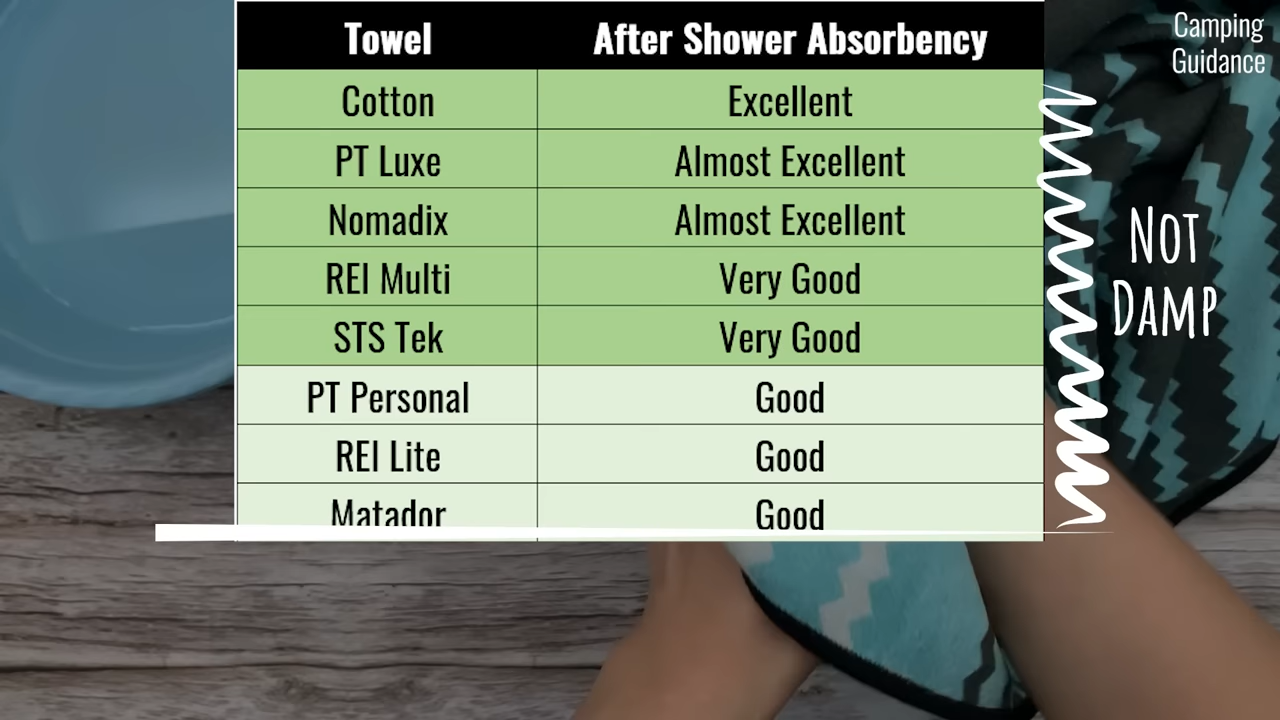 Camping
Guidance
Towel After Shower Absorbency
Cotton Excellent
PT Luxe Almost Excellent
Nomadix Almost Excellent
REI Multi Very Good
STS Tek Very Good
PT Personal Good
REI Lite Good
Matador Good
NOT
DAMP